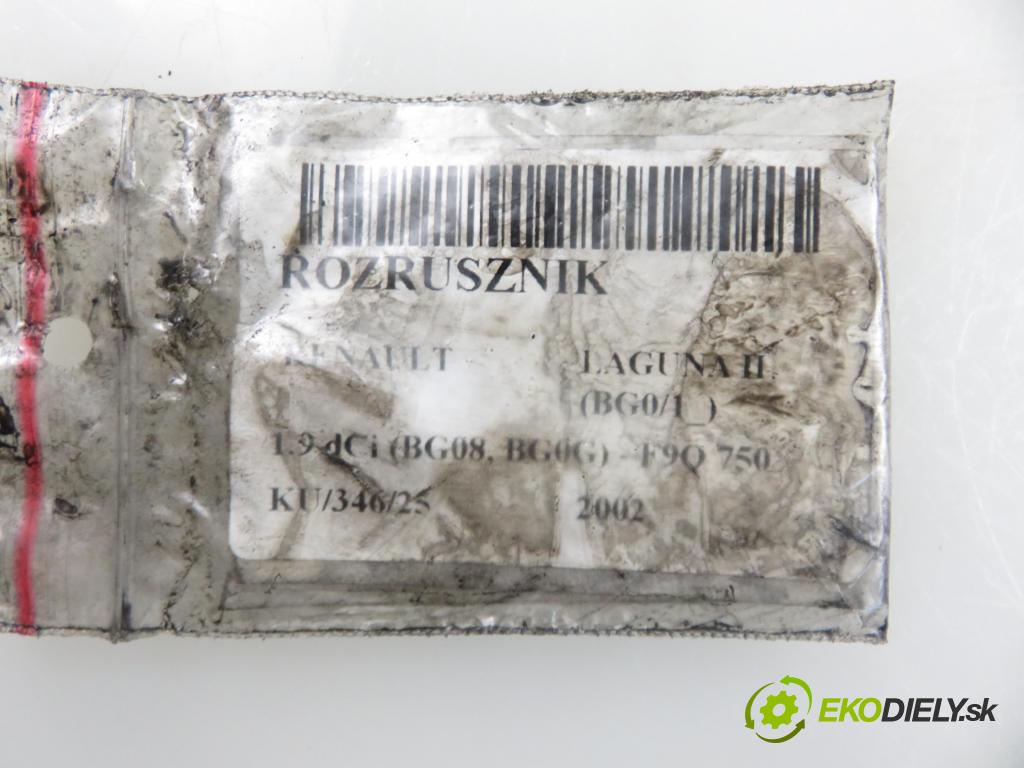 ROZRUSZNIK
RENAULT LAGUNA II
(BG0/1_)
1.9 dCi (BG08, BG0G) - F9Q 750
KU/346/25 2002
EKODIELY.sk